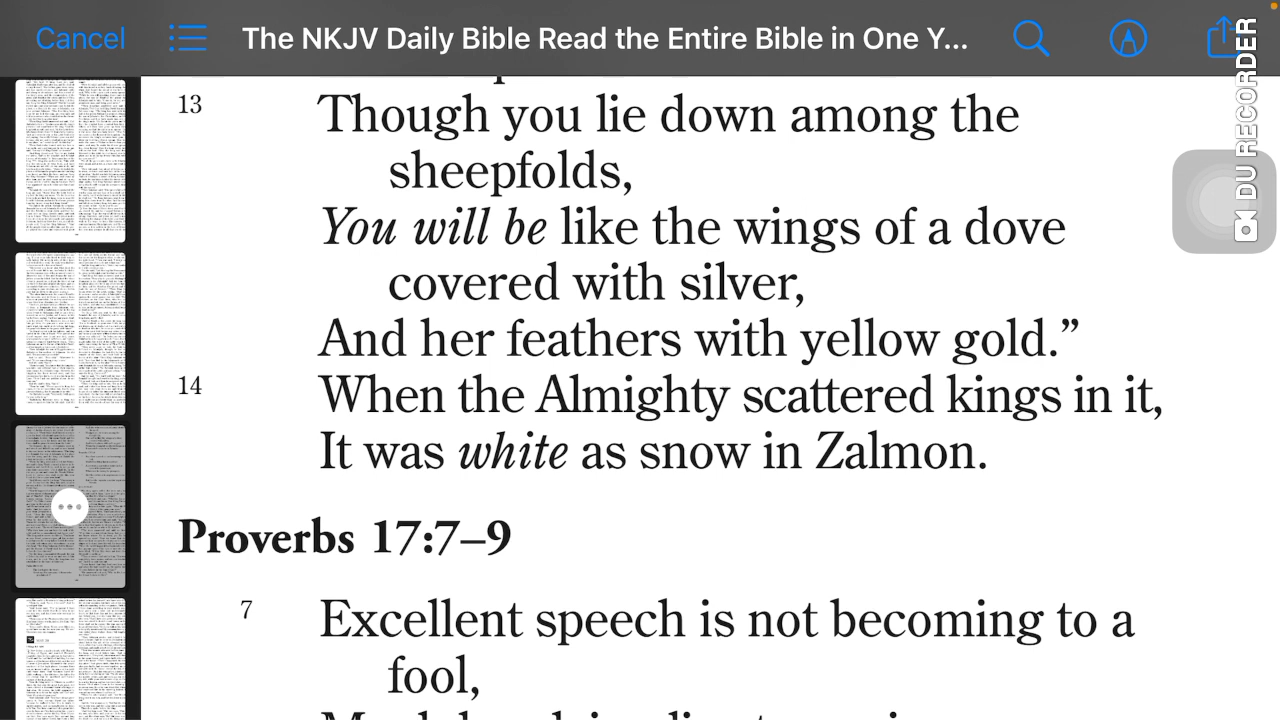 Cancel
The NKJV Daily Bible Read the Entire Bible in One Y...
DU RECORDER
13 Though you lie down among the
sheepfolds,
You will be like the wings of a dove
covered with silver,
And her feathers with yellow gold.”
14 When the Almighty scattered kings in it,
It was white as snow in Zalmon.
Proverbs 17:7–9
7 Excellent speech is not becoming to a
fool,